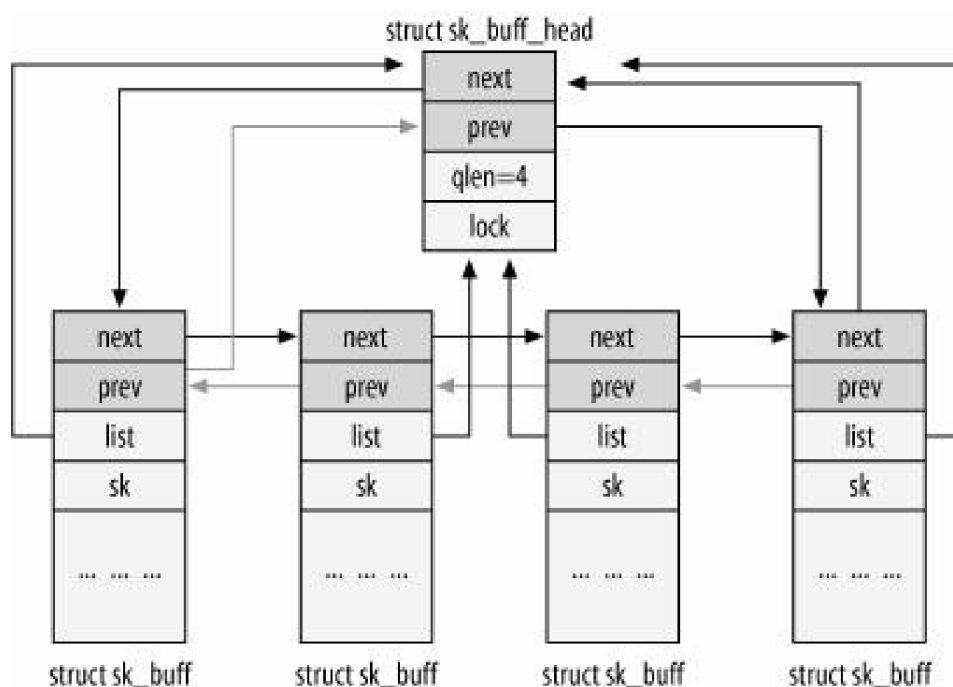 struct sk_buff_head
next
prev
qlen=4
lock
next
prev
list
sk
... ... ...
struct sk_buff
next
prev
list
sk
... ... ...
struct sk_buff
next
prev
list
sk
... ... ...
struct sk_buff
next
prev
list
sk
... ... ...
struct sk_buff